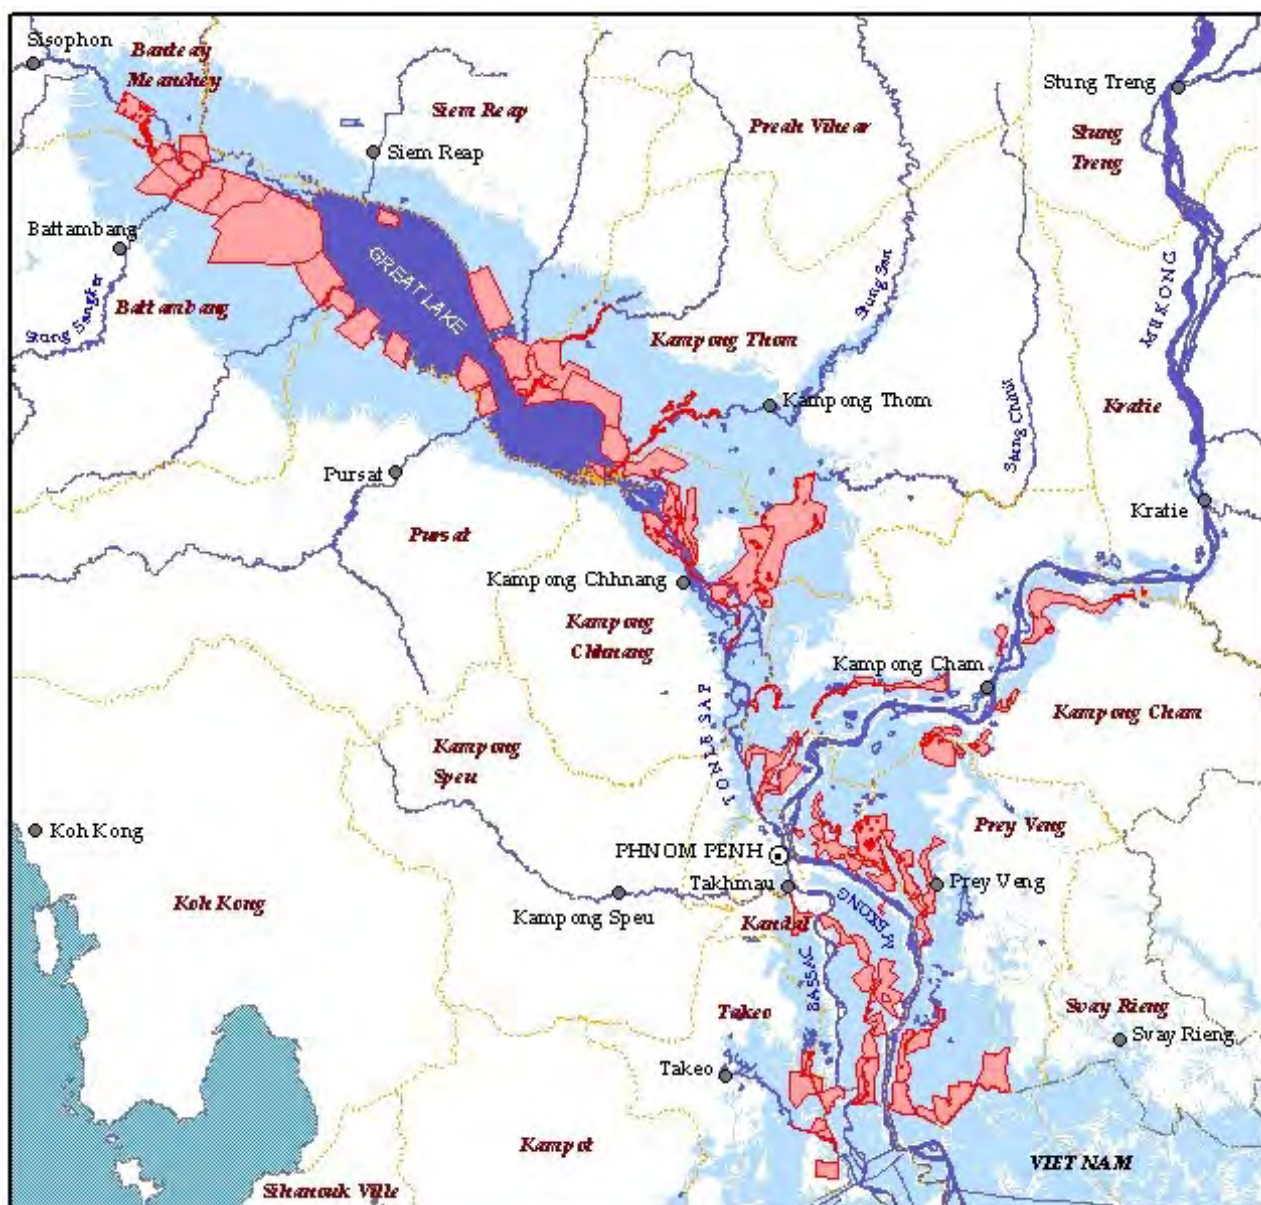 Sisophon
Banteay
Meanchey
Siem Reap
Siem Reap
Preah Vihear
Stung Treng
Stung
Treng
Battambang
Battambang
Stung Sangker
GREAT LAKE
Stung Sen
Kampong Thom
Kampong Thom
Stung Chinit
MEKONG
Kratie
Kratie
Pursat
Pursat
Kampong Chhnang
Kampong
Chhnang
TONLE SAP
Kampong Cham
Kampong Cham
Kampong
Speu
Koh Kong
Koh Kong
PHNOM PENH
Takhmau
Kampong Speu
Kandal
MEKONG
BASSAC
Prey Veng
Prey Veng
Takeo
Takeo
Svay Rieng
Svay Rieng
Kampot
Sihanouk Ville
VIET NAM